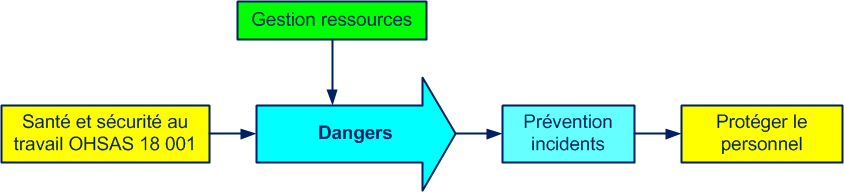 Gestion ressources
Santé et sécurité au
travail OHSAS 18 001
Dangers
Prévention
incidents
Protéger le
personnel